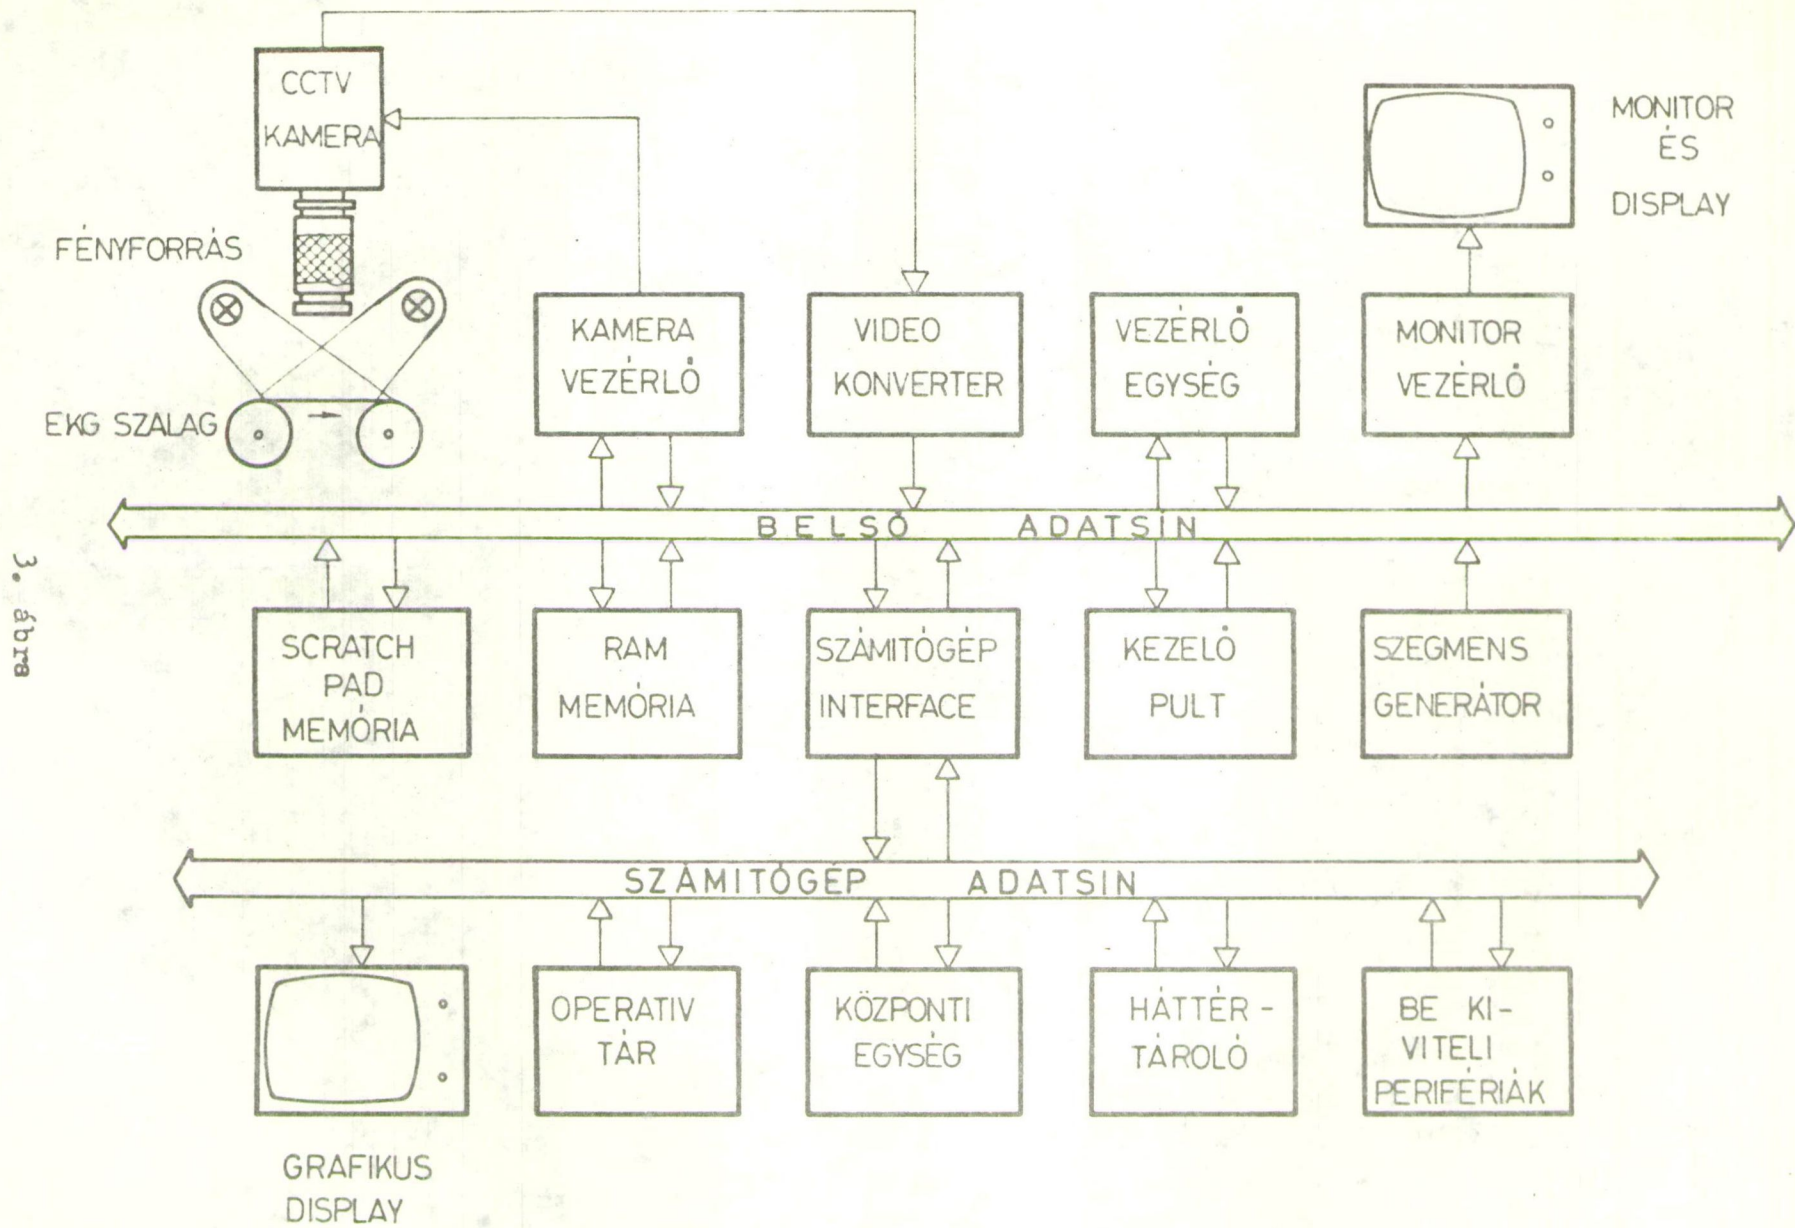 CCTV
KAMERA
MONITOR
ÉS
DISPLAY
FÉNYFORRÁS
EKG SZALAG
KAMERA
VEZÉRLŐ
VIDEO
KONVERTER
VEZÉRLŐ
EGYSÉG
MONITOR
VEZÉRLŐ
BELSŐ ADATSIN
SCRATCH
PAD
MEMÓRIA
RAM
MEMÓRIA
SZÁMITÓGÉP
INTERFACE
KEZELŐ
PULT
SZEGMENS
GENERÁTOR
SZÁMITÓGÉP ADATSIN
OPERATIV
TÁR
KÖZPONTI
EGYSÉG
HÁTTÉR-
TÁROLÓ
BE KI-
VITELI
PERIFÉRIÁK
GRAFIKUS
DISPLAY
3. ábra